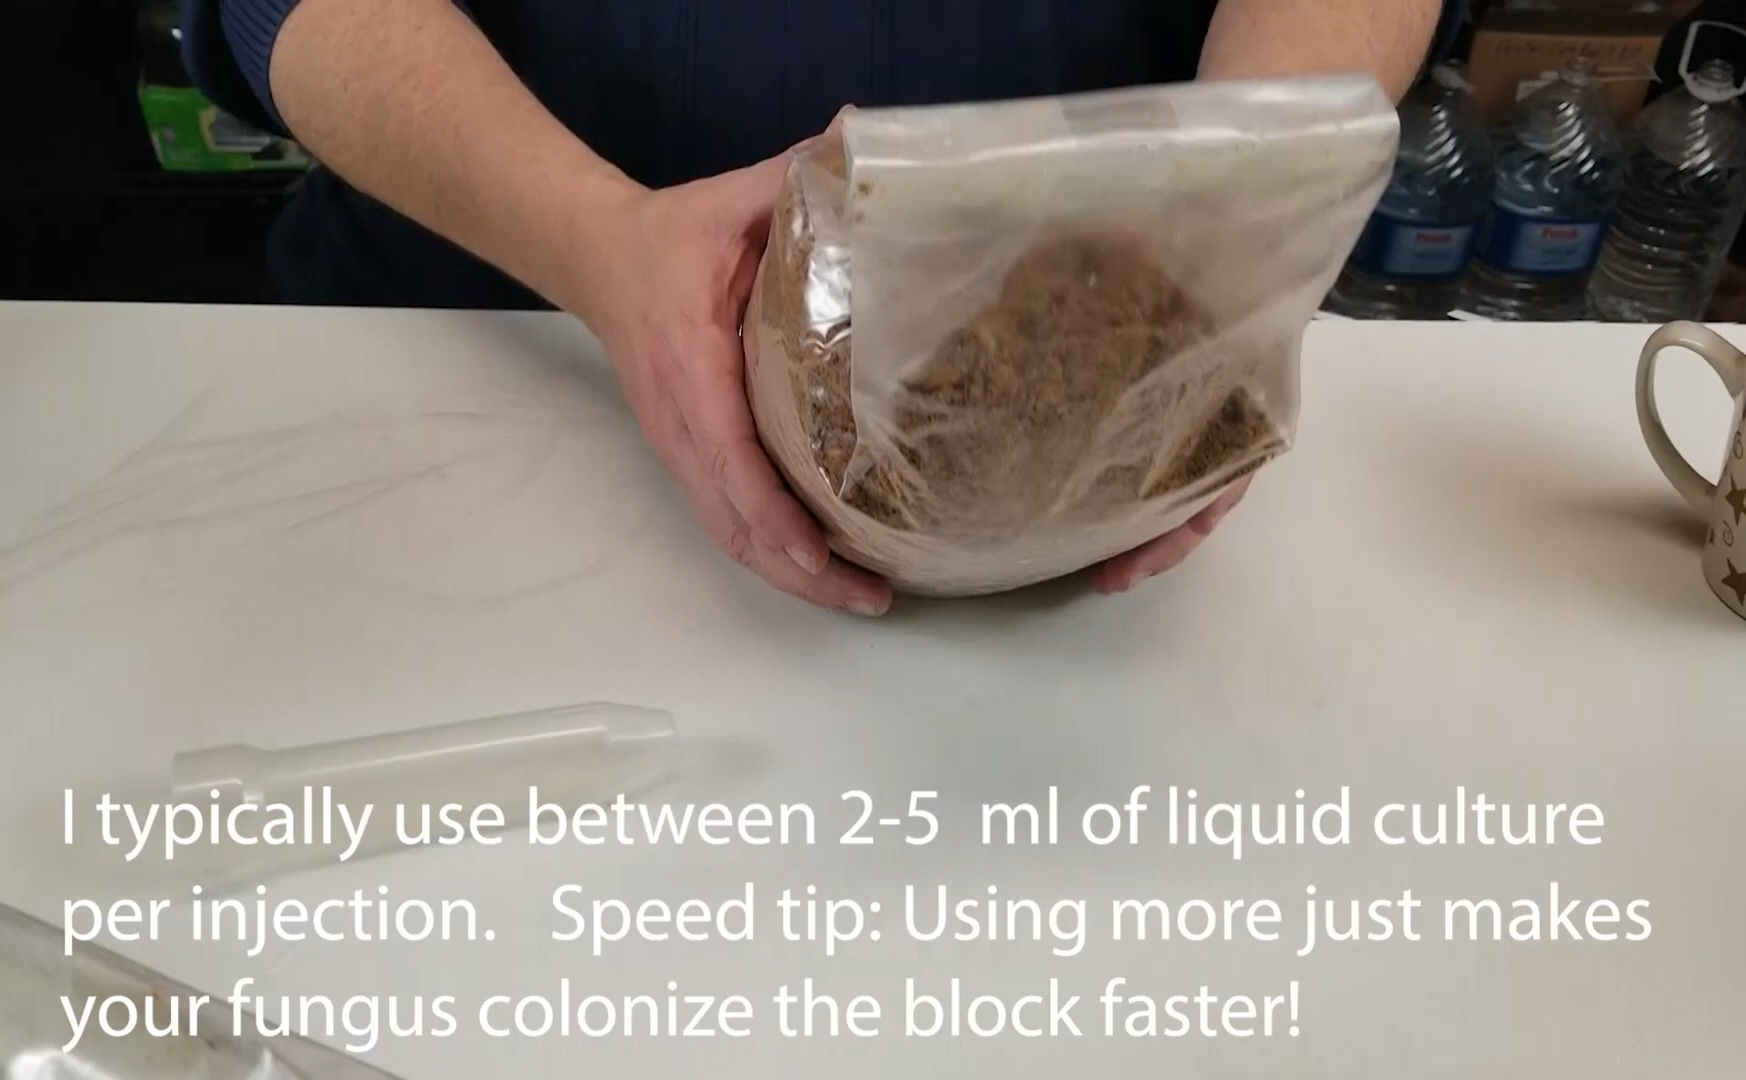 I typically use between 2-5  ml of liquid culture
per injection.   Speed tip: Using more just makes
your fungus colonize the block faster!